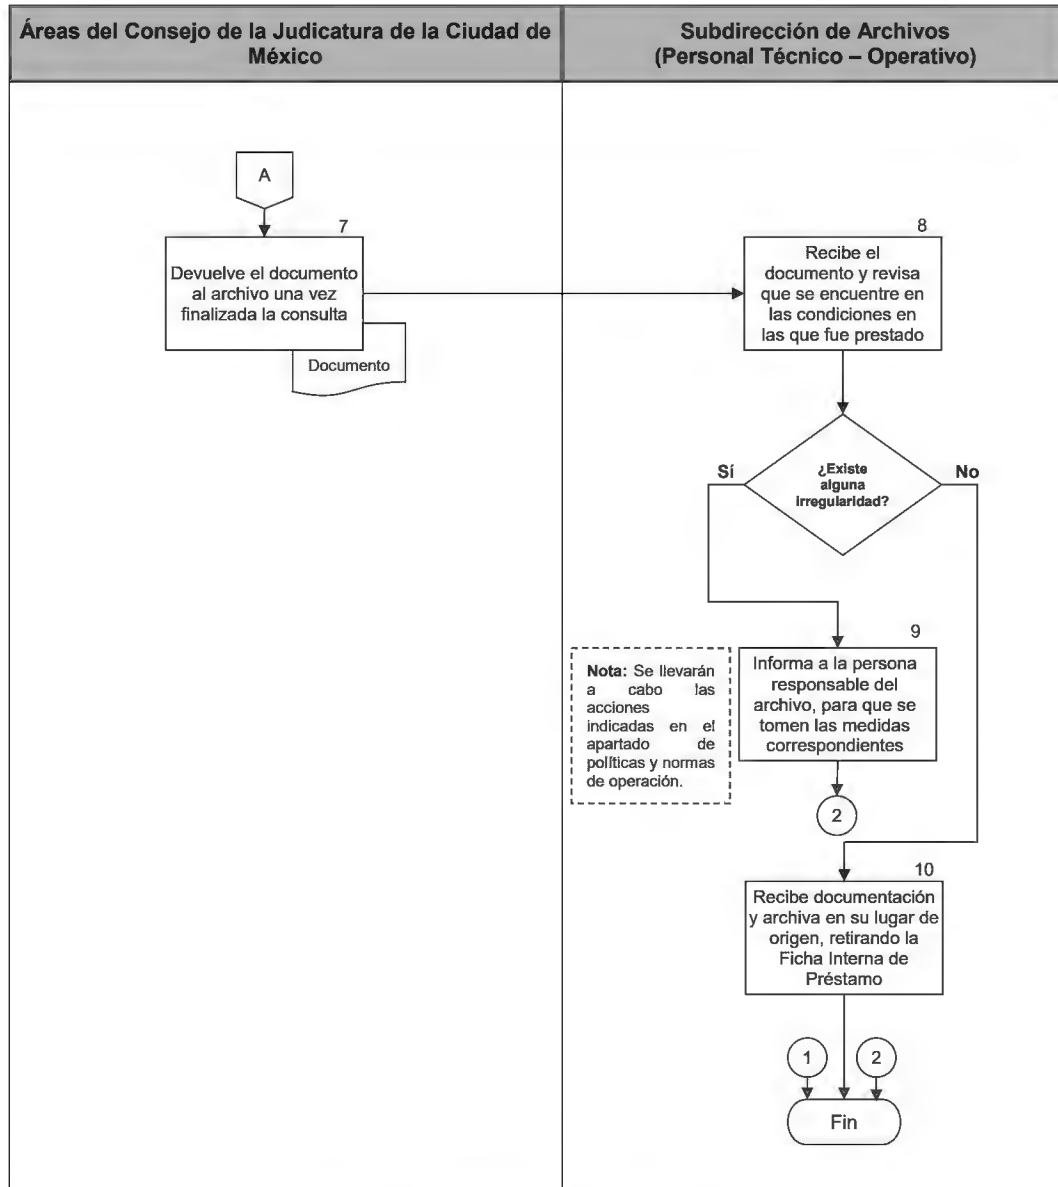 Áreas del Consejo de la Judicatura de la Ciudad de
México
Subdirección de Archivos
(Personal Técnico – Operativo)
A
7
Devuelve el documento
al archivo una vez
finalizada la consulta
Documento
8
Recibe el
documento y revisa
que se encuentre en
las condiciones en
las que fue prestado
¿Existe
alguna
irregularidad?
Sí
No
9
Informa a la persona
responsable del
archivo, para que se
tomen las medidas
correspondientes
Nota: Se llevarán
a cabo las
acciones
indicadas en el
apartado de
políticas y normas
de operación.
2
10
Recibe documentación
y archiva en su lugar de
origen, retirando la
Ficha Interna de
Préstamo
1
2
Fin